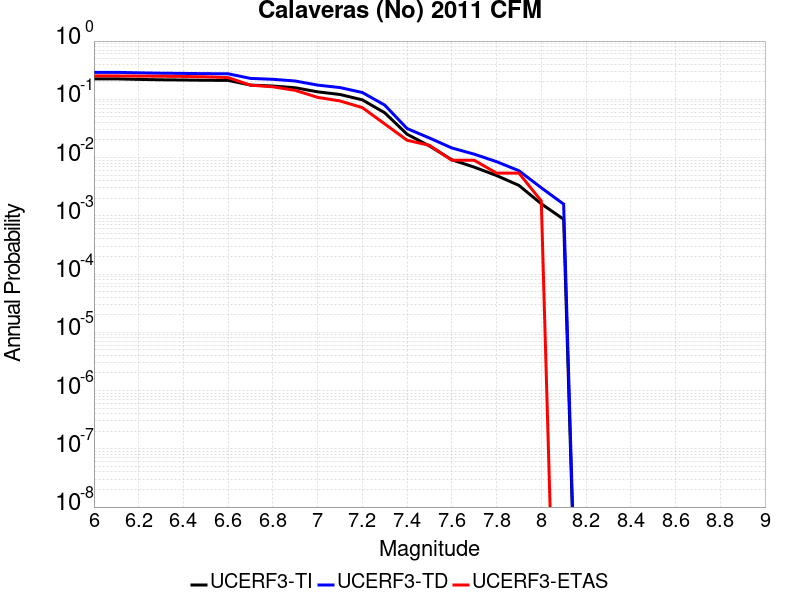 Calaveras (No) 2011 CFM
Annual Probability
10^0
10^-1
10^-2
10^-3
10^-4
10^-5
10^-6
10^-7
10^-8
6 6.2 6.4 6.6 6.8 7 7.2 7.4 7.6 7.8 8 8.2 8.4 8.6 8.8 9
Magnitude
UCERF3-TI UCERF3-TD UCERF3-ETAS